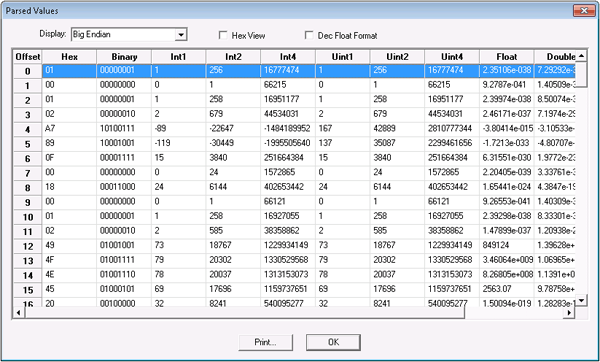 Parsed Values
Display: Big Endian Hex View Dec Float Format
Offset Hex Binary Int1 Int2 Int4 Uint1 Uint2 Uint4 Float Double
0 01 00000001 1 256 16777474 1 256 16777474 2.35106e-038 7.29292e-3
1 00 00000000 0 1 66215 0 1 66215 9.2787e-041 1.40509e-3
2 01 00000001 1 258 16951177 1 258 16951177 2.39974e-038 8.50074e-3
3 02 00000010 2 679 44534031 2 679 44534031 2.46171e-037 7.1974e-29
4 A7 10100111 -89 -22647 -1484189952 167 42889 2810777344 -3.80414e-015 -3.10533e-
5 89 10001001 -119 -30449 -1995505640 137 35087 2299461656 -1.7213e-033 -4.80707e-
6 0F 00001111 15 3840 251664384 15 3840 251664384 6.31551e-030 1.9772e-23
7 00 00000000 0 24 1572865 0 24 1572865 2.20405e-039 3.33761e-3
8 18 00011000 24 6144 402653442 24 6144 402653442 1.65441e-024 4.3847e-19
9 00 00000000 0 1 66121 0 1 66121 9.26553e-041 1.40309e-3
10 01 00000001 1 258 16927055 1 258 16927055 2.39298e-038 8.33301e-3
11 02 00000010 2 585 38358862 2 585 38358862 1.47899e-037 1.20938e-2
12 49 01001001 73 18767 1229934149 73 18767 1229934149 849124 1.39628e+
13 4F 01001111 79 20302 1330529568 79 20302 1330529568 3.46064e+009 1.06965e+
14 4E 01001110 78 20037 1313153073 78 20037 1313153073 8.26805e+008 1.1391e+0
15 45 01000101 69 17696 1159737651 69 17696 1159737651 2563.07 9.78758e+
16 20 00100000 32 8241 540095277 32 8241 540095277 1.50094e-019 1.28283e-1
Print... OK